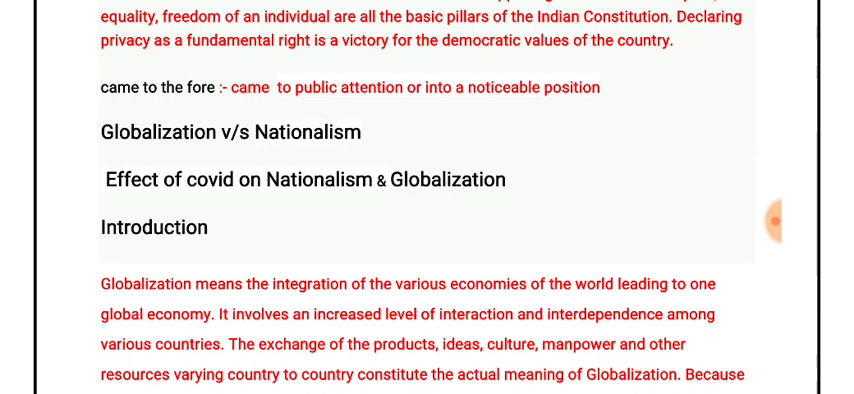 equality, freedom of an individual are all the basic pillars of the Indian Constitution. Declaring
privacy as a fundamental right is a victory for the democratic values of the country.
came to the fore :- came to public attention or into a noticeable position
Globalization v/s Nationalism
Effect of covid on Nationalism & Globalization
Introduction
Globalization means the integration of the various economies of the world leading to one
global economy. It involves an increased level of interaction and interdependence among
various countries. The exchange of the products, ideas, culture, manpower and other
resources varying country to country constitute the actual meaning of Globalization. Because